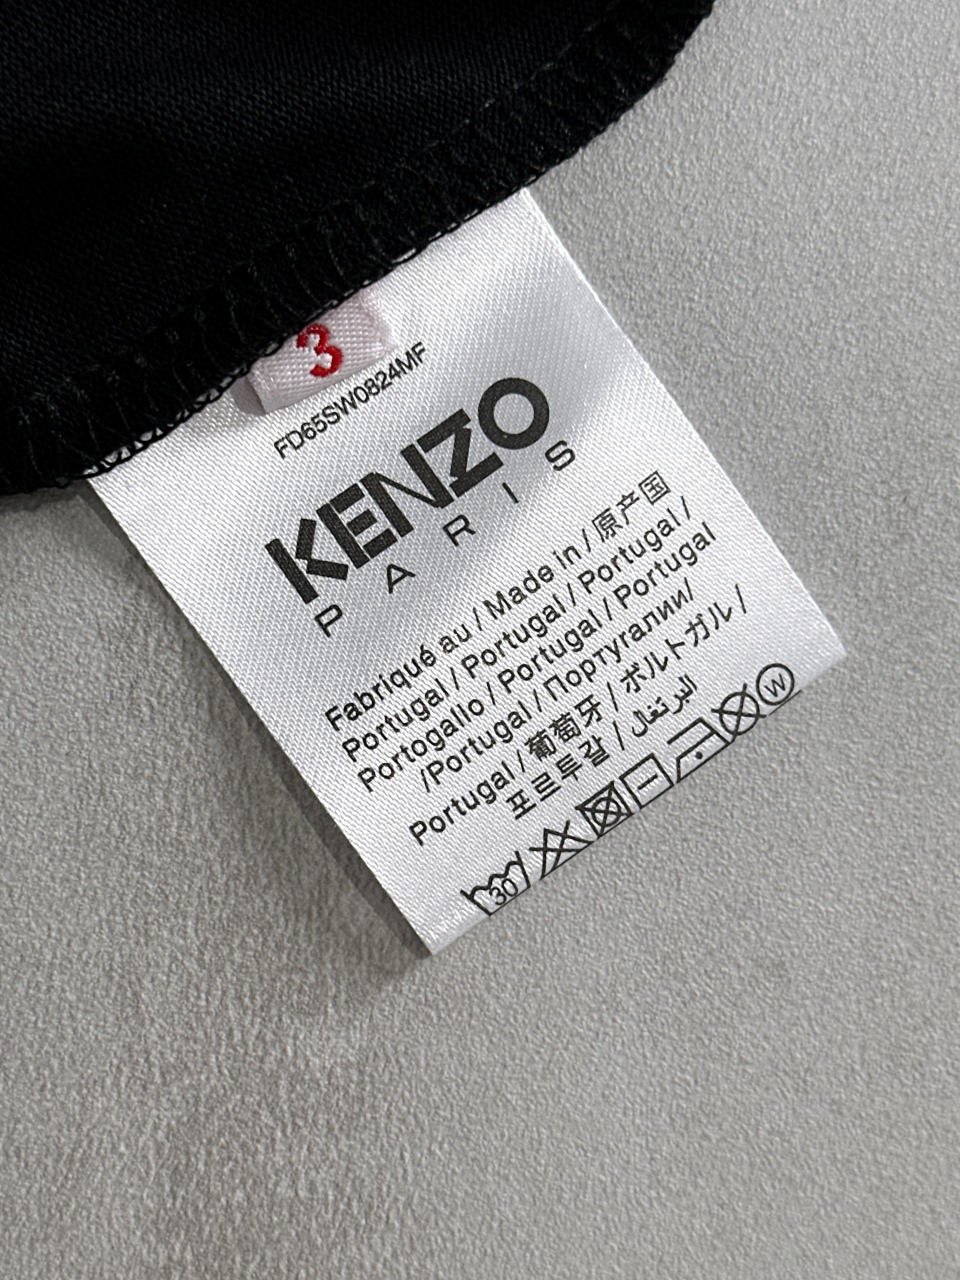 3
FD65SW0824MF
KENZO
PARIS
Fabriqué au / Made in / 原产国
Portugal / Portugal / Portugal /
Portogallo / Portugal / Portugal
/Portugal / Португалии/
Portugal / 葡萄牙 / ポルトガル /
포르투갈 / البرتغال
30
W